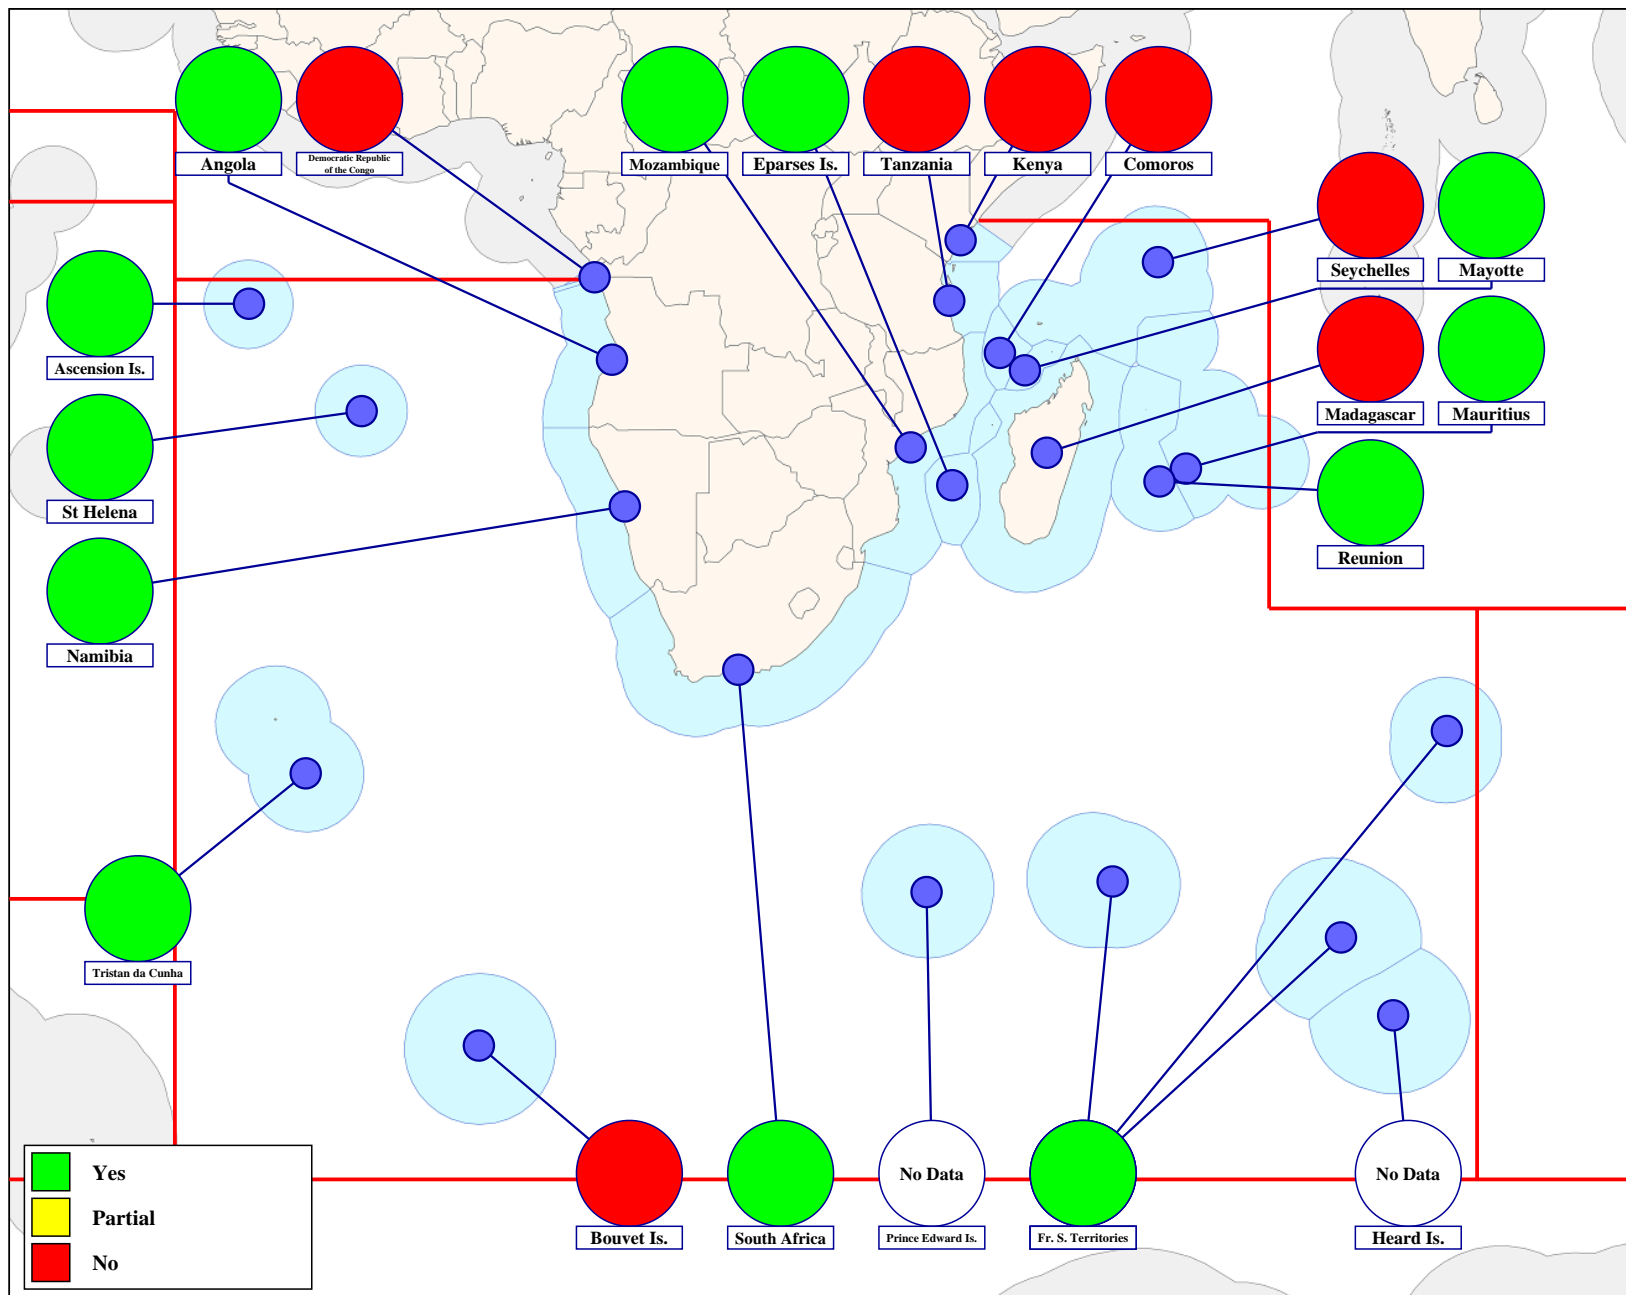 Angola
Democratic Republic
of the Congo
Mozambique
Eparses Is.
Tanzania
Kenya
Comoros
Seychelles
Mayotte
Ascension Is.
Madagascar
Mauritius
St Helena
Reunion
Namibia
Tristan da Cunha
No Data
No Data
Bouvet Is.
South Africa
Prince Edward Is.
Fr. S. Territories
Heard Is.
Yes
Partial
No